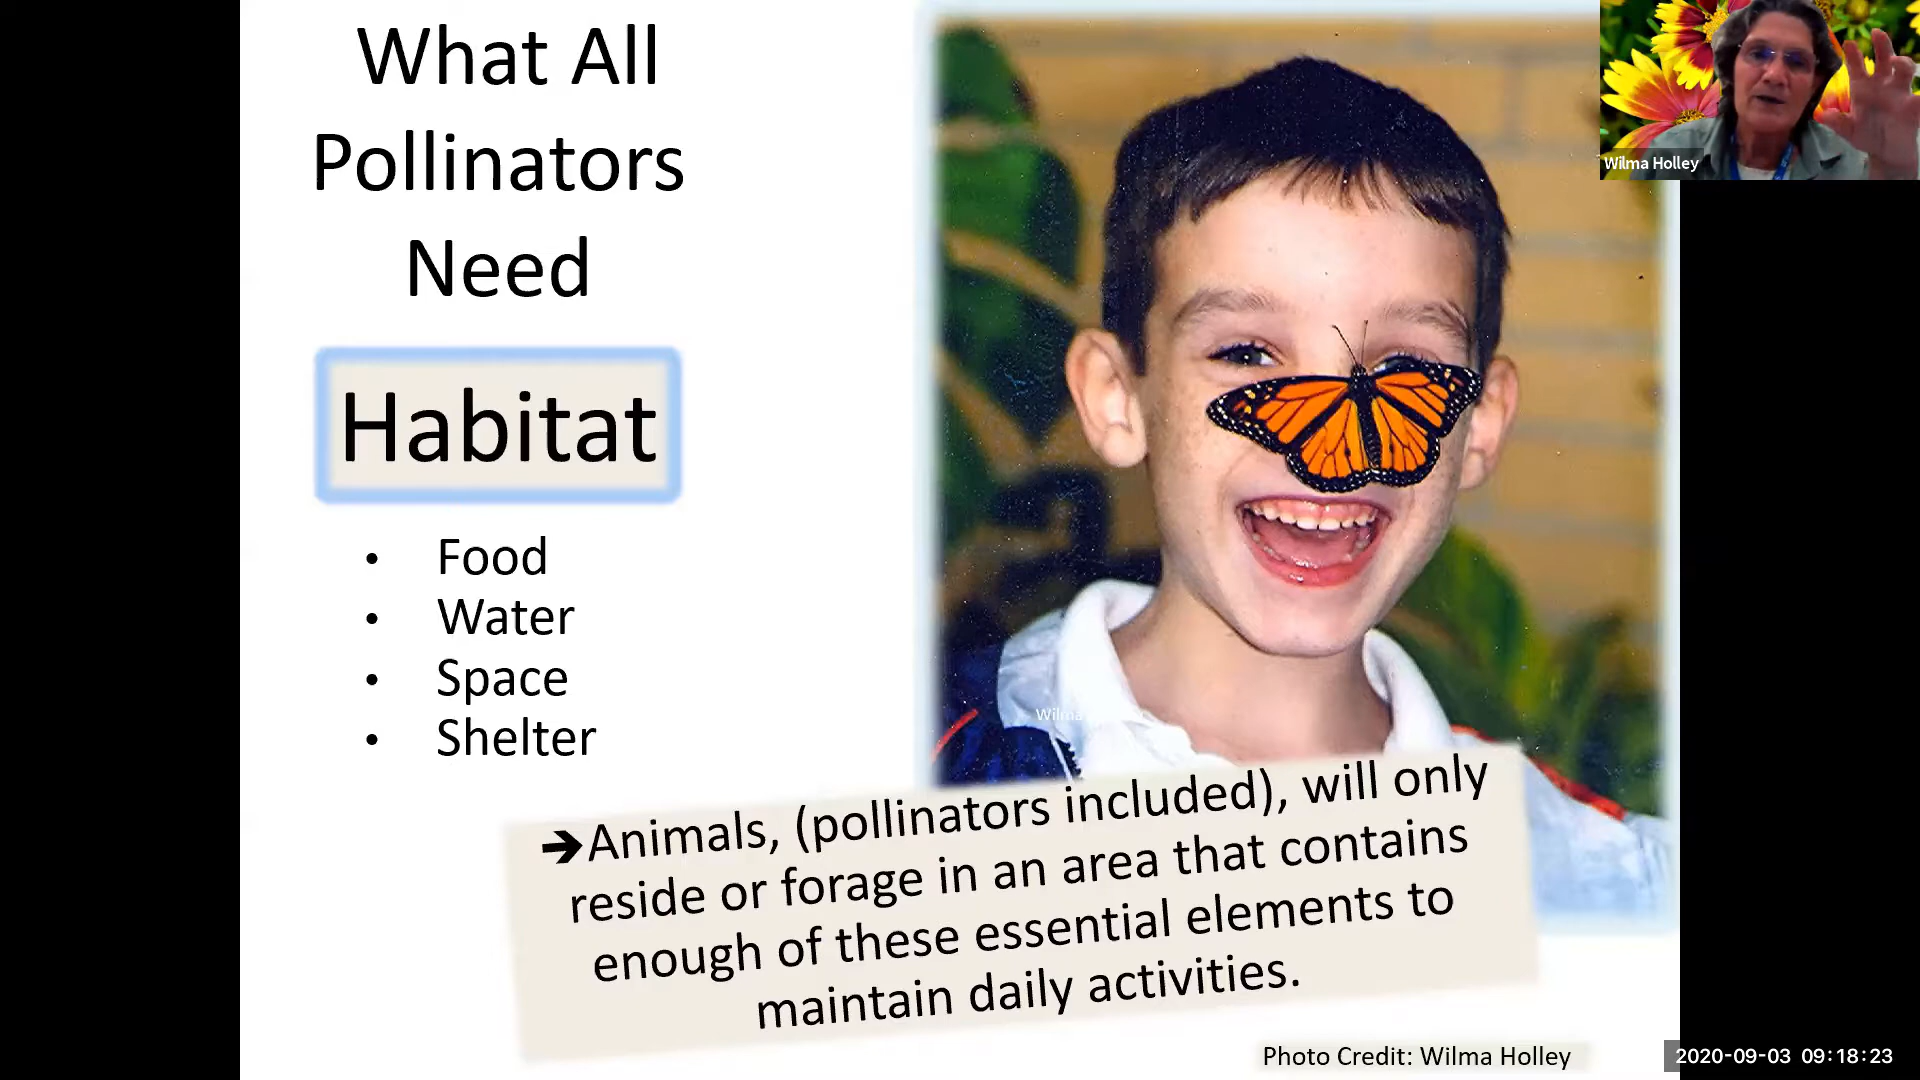 What All
Pollinators
Need
Habitat
• Food
• Water
• Space
• Shelter
➔Animals, (pollinators included), will only
reside or forage in an area that contains
enough of these essential elements to
maintain daily activities.
Photo Credit: Wilma Holley
Wilma Holley
Wilma
2020-09-03 09:18:23